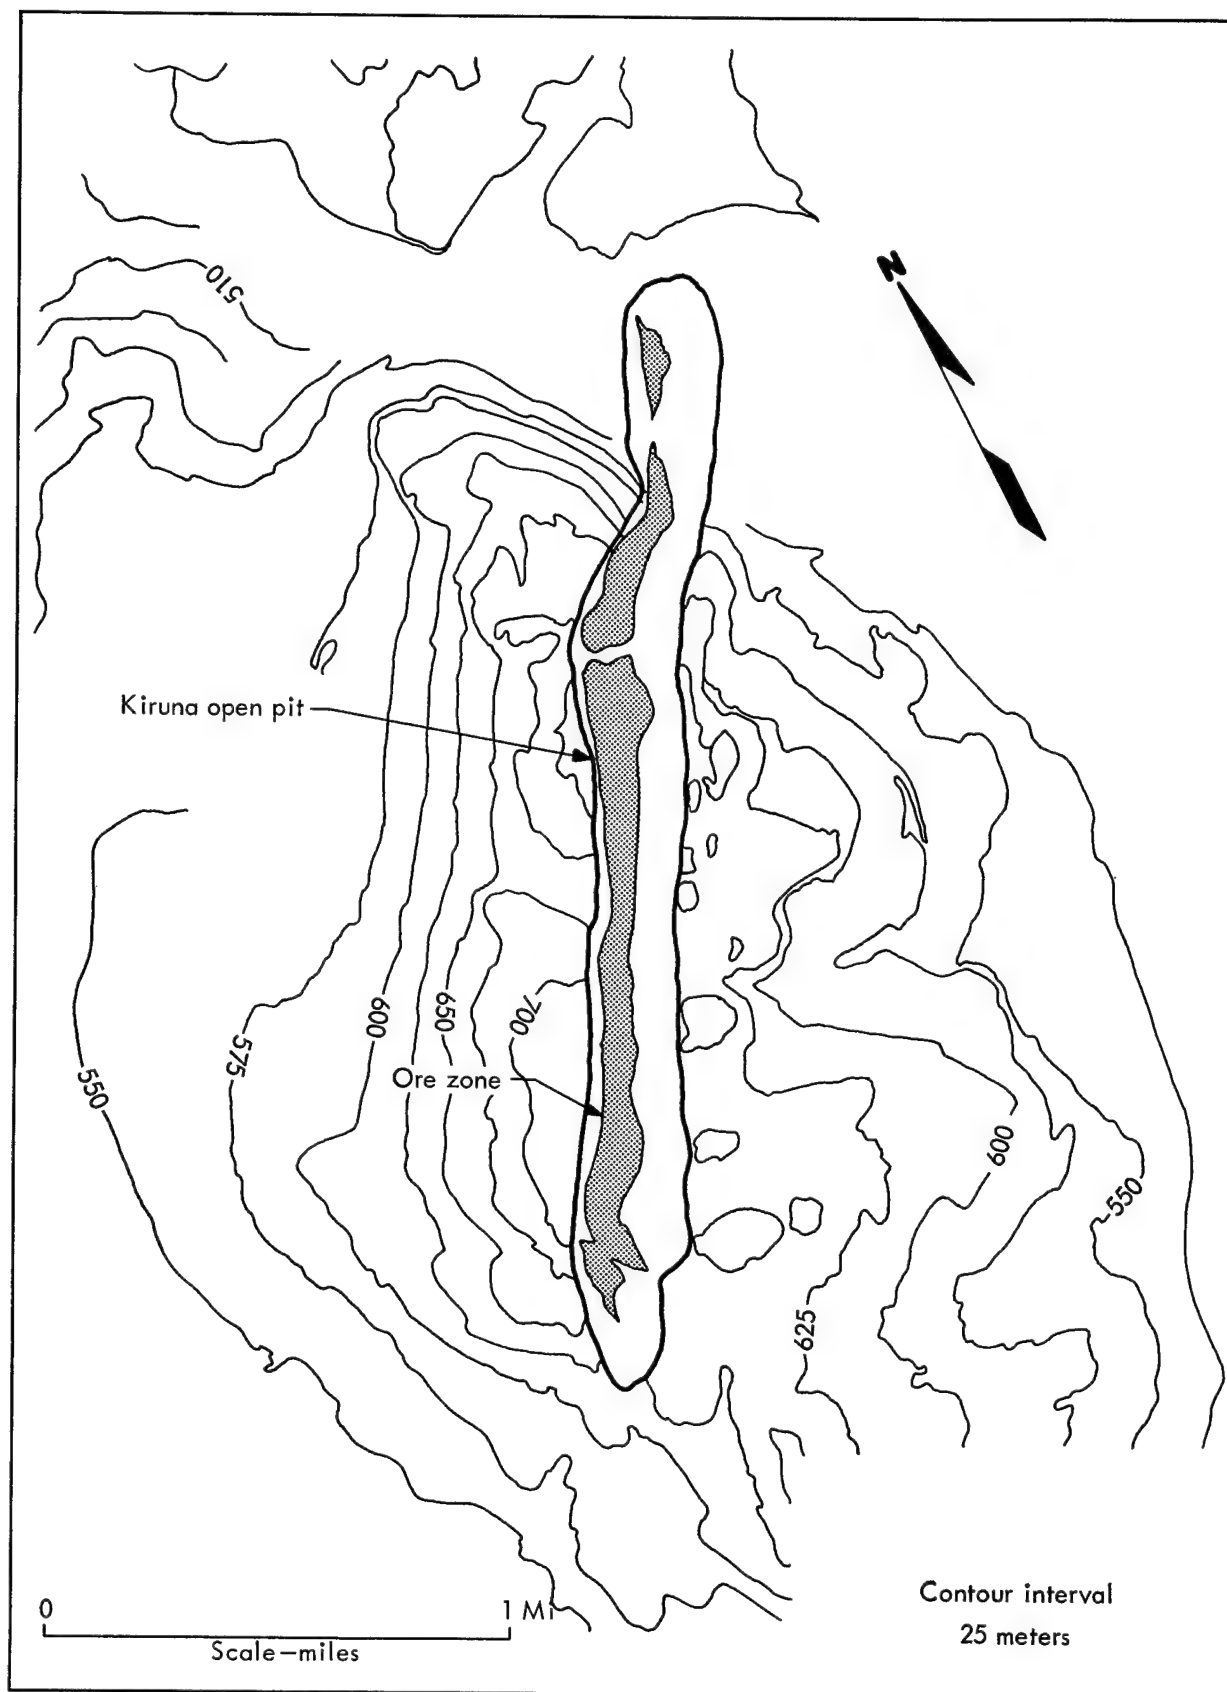 N
510
Kiruna open pit
600
650
700
575
550
Ore zone
600
550
625
0 1 Mi
Scale—miles
Contour interval
25 meters